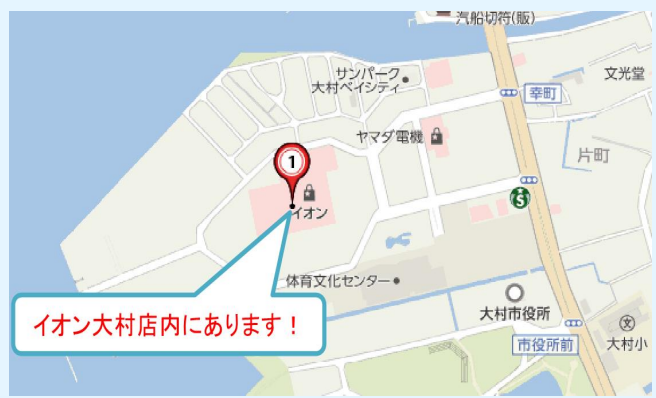 汽船切符(販)
サンパーク
大村ベイシティ
文光堂
幸町
ヤマダ電機
片町
1
イオン
体育文化センター
イオン大村店内にあります！
大村市役所
市役所前
文
大村小